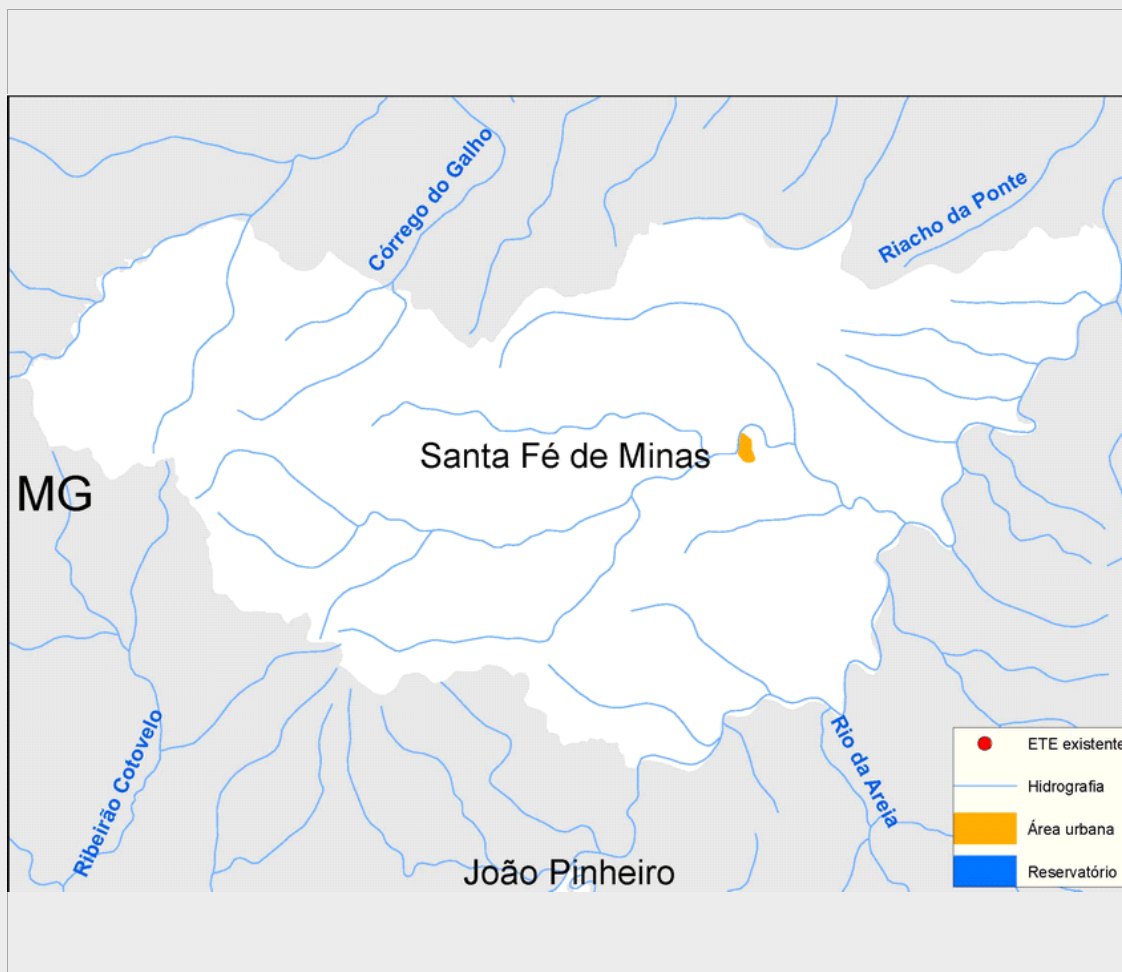 Córrego do Galho
Riacho da Ponte
Santa Fé de Minas
MG
Ribeirão Cotovelo
Rio da Areia
João Pinheiro
ETE existente
Hidrografia
Área urbana
Reservatório